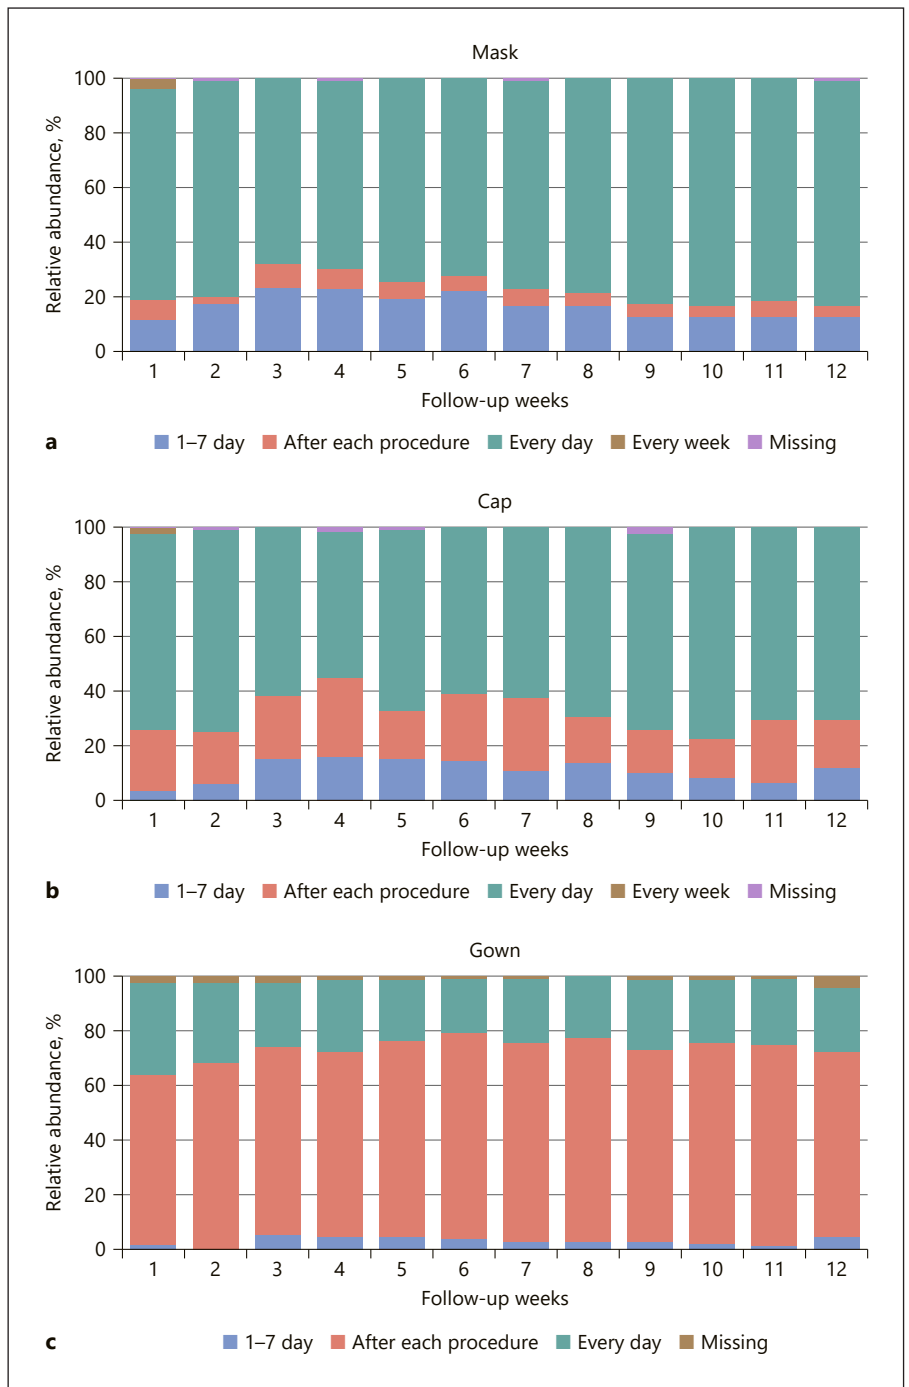 Mask
Relative abundance, %
100
80
60
40
20
0
1 2 3 4 5 6 7 8 9 10 11 12
Follow-up weeks
a 1–7 day After each procedure Every day Every week Missing
Cap
Relative abundance, %
100
80
60
40
20
0
1 2 3 4 5 6 7 8 9 10 11 12
Follow-up weeks
b 1–7 day After each procedure Every day Every week Missing
Gown
Relative abundance, %
100
80
60
40
20
0
1 2 3 4 5 6 7 8 9 10 11 12
Follow-up weeks
c 1–7 day After each procedure Every day Missing